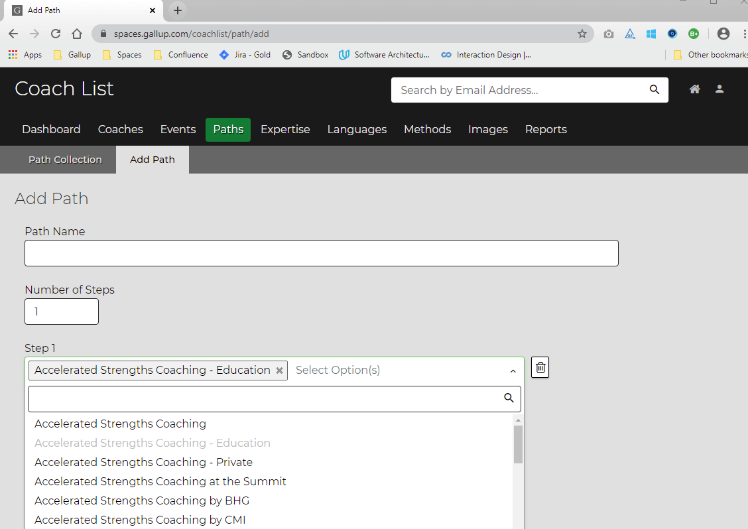 G Add Path
spaces.gallup.com/coachlist/path/add
Apps Gallup Spaces Confluence Jira - Gold Sandbox Software Architectu... Interaction Design |... Other bookmarks
Coach List
Search by Email Address...
Dashboard Coaches Events Paths Expertise Languages Methods Images Reports
Path Collection Add Path
Add Path
Path Name
Number of Steps
1
Step 1
Accelerated Strengths Coaching - Education Select Option(s)
Accelerated Strengths Coaching
Accelerated Strengths Coaching - Education
Accelerated Strengths Coaching - Private
Accelerated Strengths Coaching at the Summit
Accelerated Strengths Coaching by BHG
Accelerated Strengths Coaching by CMI